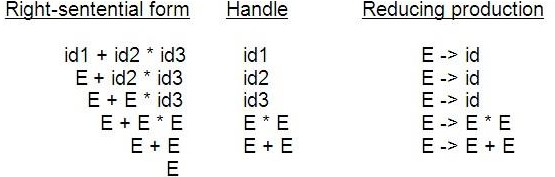 Right-sentential form Handle Reducing production
id1 + id2 * id3 id1 E -> id
E + id2 * id3 id2 E -> id
E + E * id3 id3 E -> id
E + E * E E * E E -> E * E
E + E E + E E -> E + E
E